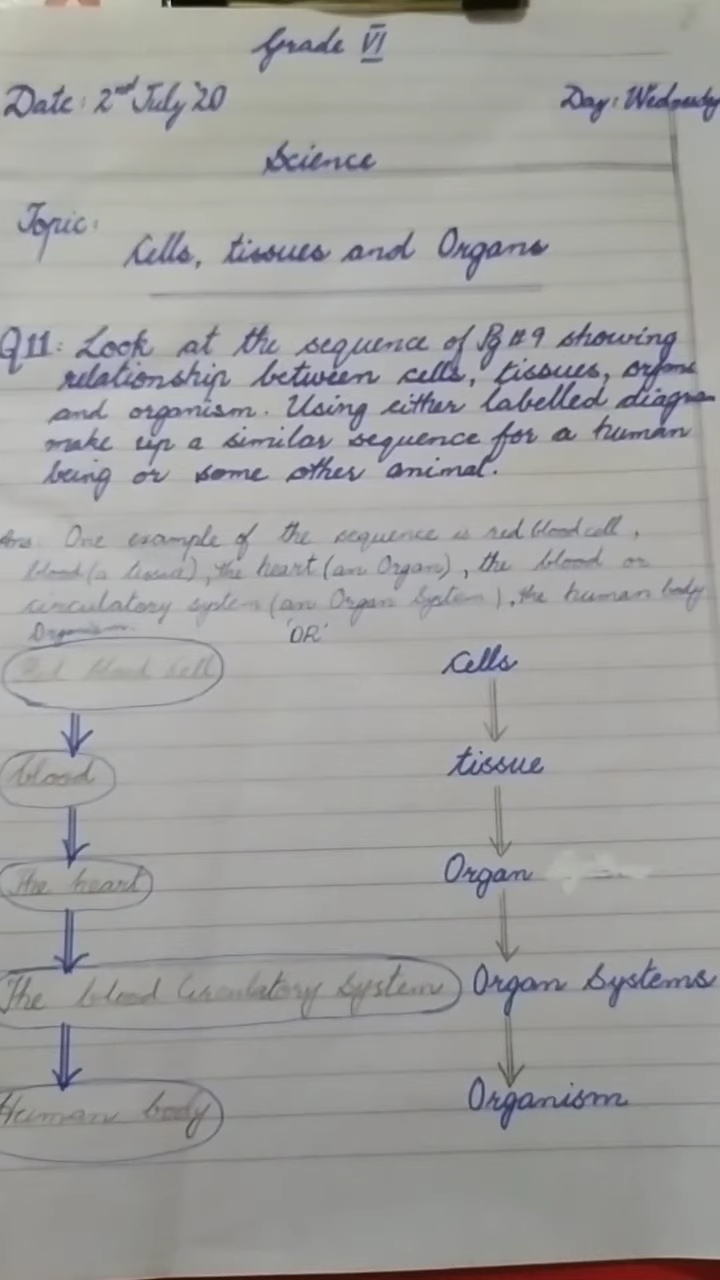 Grade VI
Date: 2nd July '20 Day: Wednesday
Science
Topic:
Cells, tissues and Organs
Q11: Look at the sequence of Pg # 9 showing
relationship between cells, tissues, organs
and organism. Using either labelled diagram
make up a similar sequence for a human
being or some other animal.
Ans. One example of the sequence is red blood cell,
blood (a tissue), the heart (an Organ), the blood or
circulatory system (an Organ System), the human body
Organism.
'OR'
Red blood cell Cells
blood tissue
The heart Organ
The blood Circulatory System Organ Systems
Human body Organism